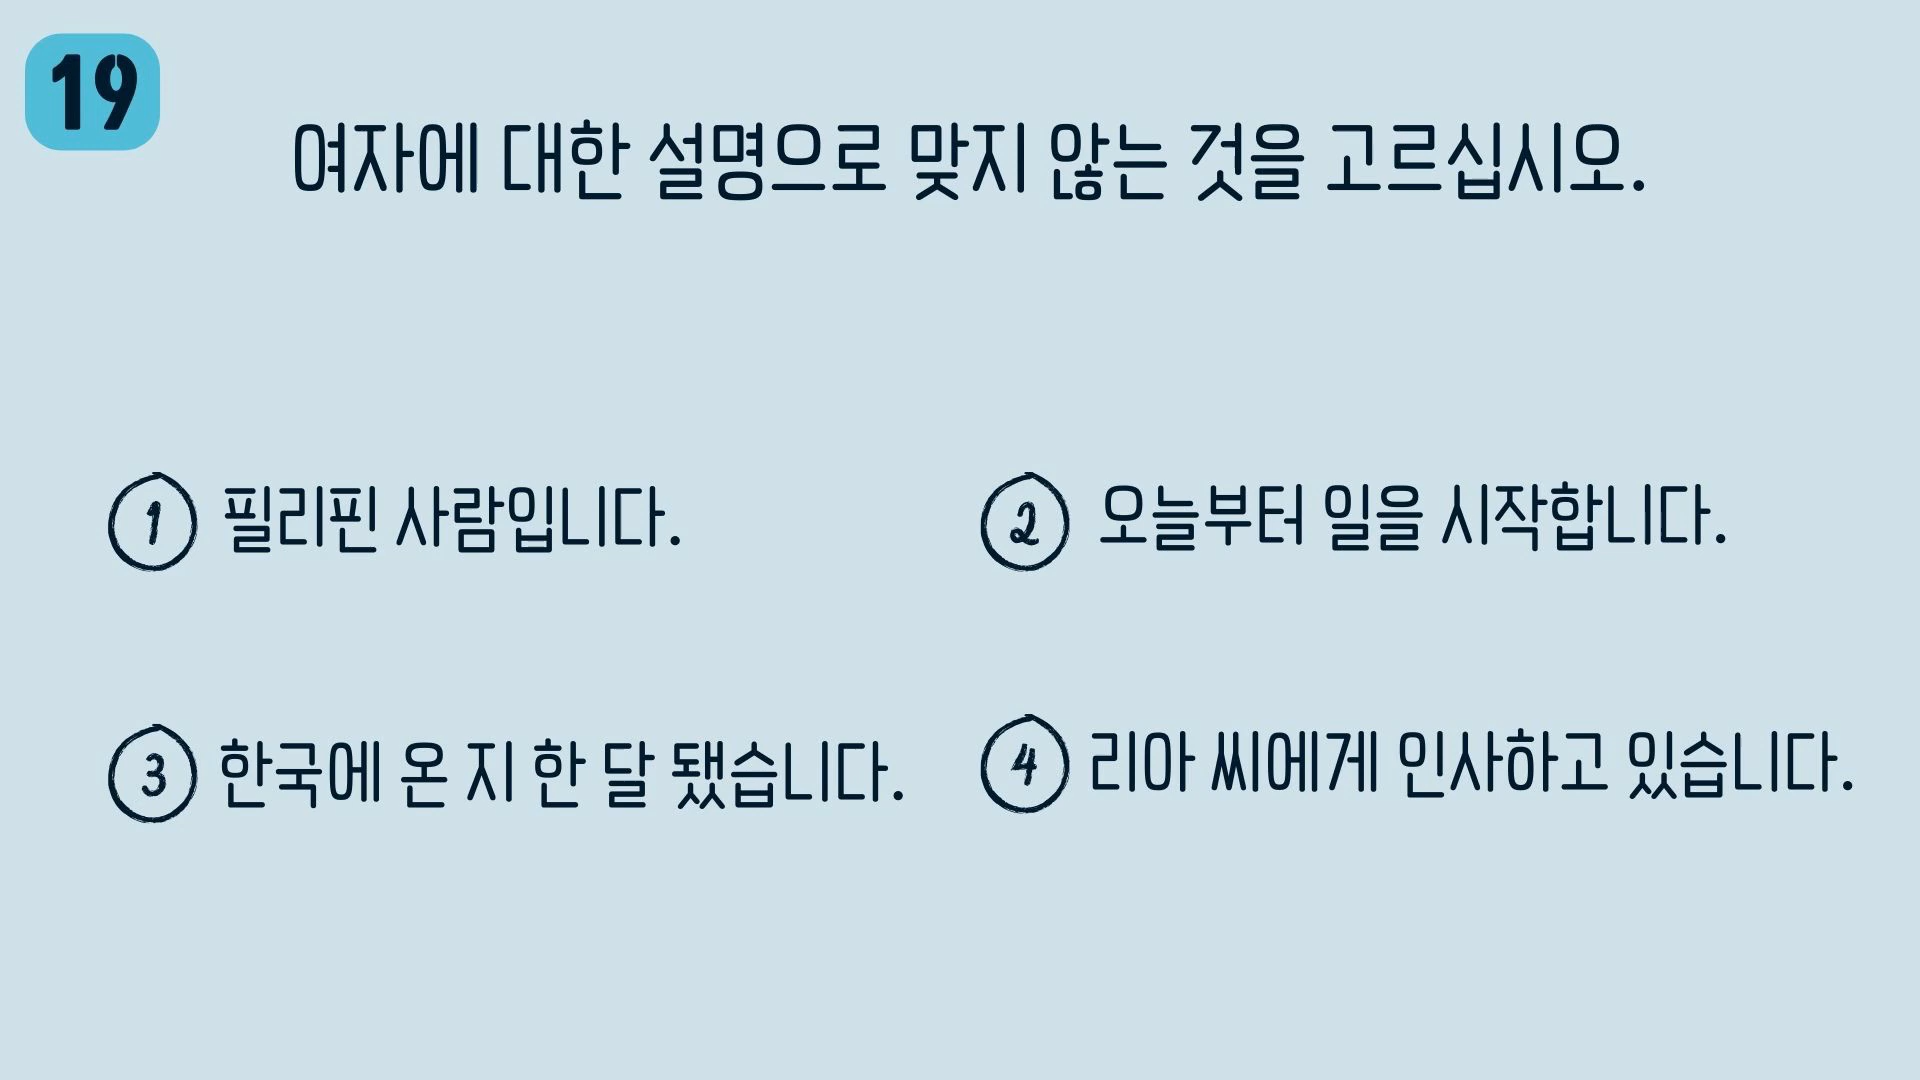 19
여자에 대한 설명으로 맞지 않는 것을 고르십시오.
1 필리핀 사람입니다.
2 오늘부터 일을 시작합니다.
3 한국에 온 지 한 달 됐습니다.
4 리아 씨에게 인사하고 있습니다.